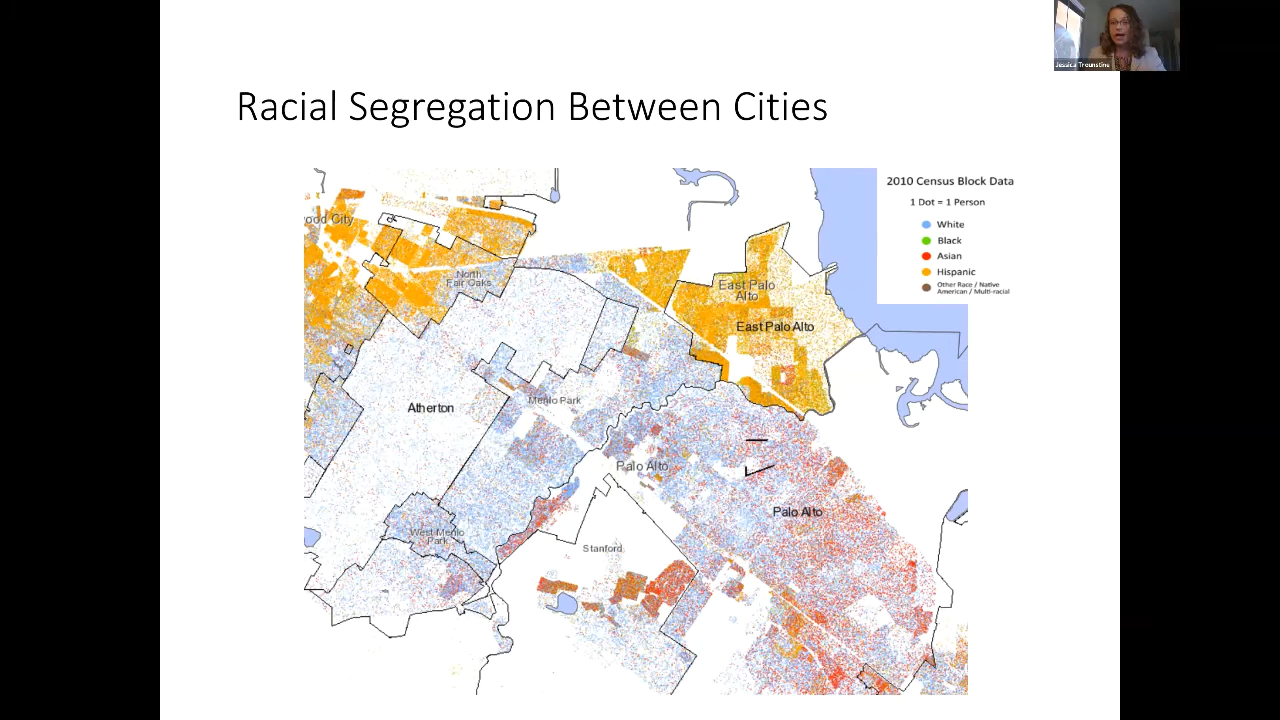 Jessica Trounstine
Racial Segregation Between Cities
2010 Census Block Data
1 Dot = 1 Person
White
Black
Asian
Hispanic
Other Race / Native
American / Multi-racial
ood City
North
Fair Oaks
East Palo
Alto
East Palo Alto
Atherton
Menlo Park
Palo Alto
Palo Alto
West Menlo
Park
Stanford